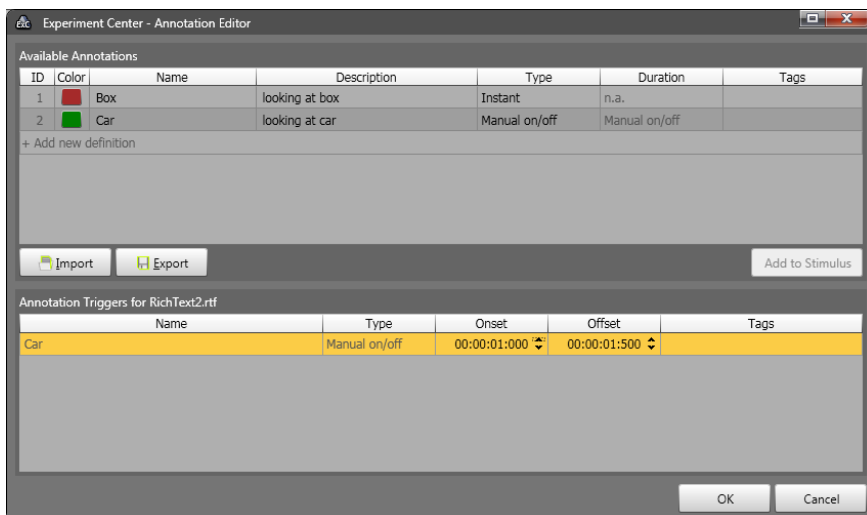 Experiment Center - Annotation Editor
Available Annotations
ID Color Name Description Type Duration Tags
1 Box looking at box Instant n.a.
2 Car looking at car Manual on/off Manual on/off
+ Add new definition
Import Export Add to Stimulus
Annotation Triggers for RichText2.rtf
Name Type Onset Offset Tags
Car Manual on/off 00:00:01:000 00:00:01:500
OK Cancel